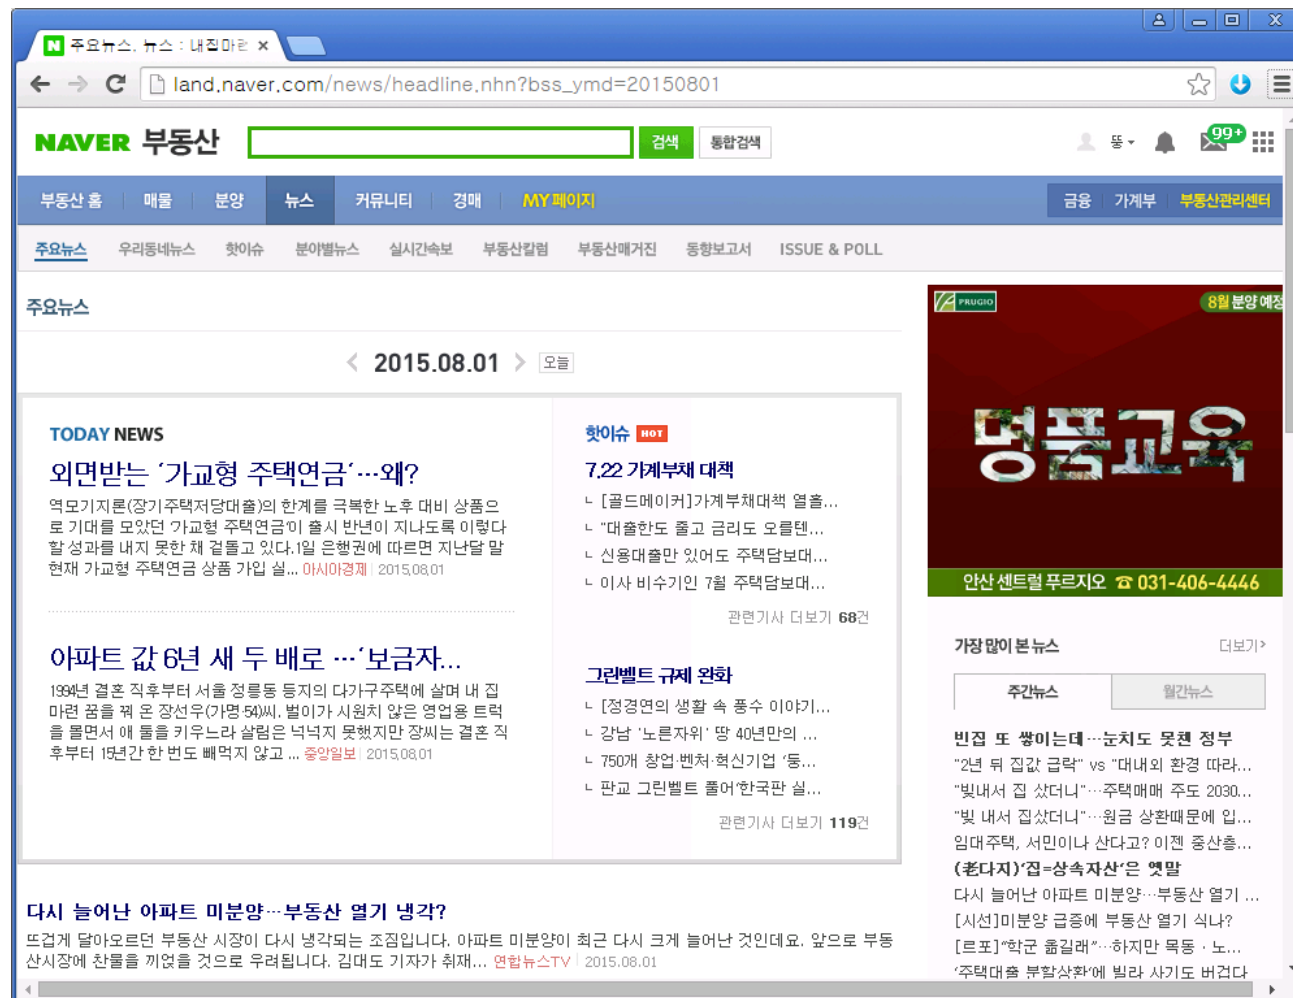 주요뉴스, 뉴스 : 내집마련
land.naver.com/news/headline.nhn?bss_ymd=20150801
NAVER 부동산
검색
통합검색
뚱
99+
부동산 홈 매물 분양 뉴스 커뮤니티 경매 MY페이지
금융 가계부 부동산관리센터
주요뉴스 우리동네뉴스 핫이슈 분야별뉴스 실시간속보 부동산칼럼 부동산매거진 동향보고서 ISSUE & POLL
주요뉴스
2015.08.01
오늘
TODAY NEWS
외면받는 '가교형 주택연금'…왜?
역모기지론(장기주택저당대출)의 한계를 극복한 노후 대비 상품으
로 기대를 모았던 '가교형 주택연금'이 출시 반년이 지나도록 이렇다
할 성과를 내지 못한 채 겉돌고 있다.1일 은행권에 따르면 지난달 말
현재 가교형 주택연금 상품 가입 실... 아시아경제 2015.08.01
아파트 값 6년 새 두 배로 …'보금자...
1994년 결혼 직후부터 서울 정릉동 등지의 다가구주택에 살며 내 집
마련 꿈을 꿔 온 장선우(가명·54)씨. 벌이가 시원치 않은 영업용 트럭
을 몰면서 애 둘을 키우느라 살림은 넉넉지 못했지만 장씨는 결혼 직
후부터 15년간 한 번도 빼먹지 않고 ... 중앙일보 2015.08.01
핫이슈 HOT
7.22 가계부채 대책
[골드메이커]가계부채대책 열흘...
"대출한도 줄고 금리도 오를텐...
신용대출만 있어도 주택담보대...
이사 비수기인 7월 주택담보대...
관련기사 더보기 68건
그린벨트 규제 완화
[정경연의 생활 속 풍수 이야기...
강남 '노른자위' 땅 40년만의 ...
750개 창업·벤처·혁신기업 '둥...
판교 그린벨트 풀어'한국판 실...
관련기사 더보기 119건
다시 늘어난 아파트 미분양…부동산 열기 냉각?
뜨겁게 달아오르던 부동산 시장이 다시 냉각되는 조짐입니다. 아파트 미분양이 최근 다시 크게 늘어난 것인데요. 앞으로 부동
산시장에 찬물을 끼얹을 것으로 우려됩니다. 김대도 기자가 취재... 연합뉴스TV 2015.08.01
PRUGIO
8월 분양 예정
명품교육
안산 센트럴 푸르지오 ☎ 031-406-4446
가장 많이 본 뉴스
더보기>
주간뉴스
월간뉴스
빈집 또 쌓이는데…눈치도 못챈 정부
"2년 뒤 집값 급락" vs "대내외 환경 따라...
"빚내서 집 샀더니"…주택매매 주도 2030...
"빚 내서 집샀더니"…원금 상환때문에 입...
임대주택, 서민이나 산다고? 이젠 중산층...
(老다지)'집=상속자산'은 옛말
다시 늘어난 아파트 미분양…부동산 열기 ...
[시선]미분양 급증에 부동산 열기 식나?
[르포]"학군 옮길래"…하지만 목동 · 노...
'주택대출 분할상환'에 빌라 사기도 버겁다